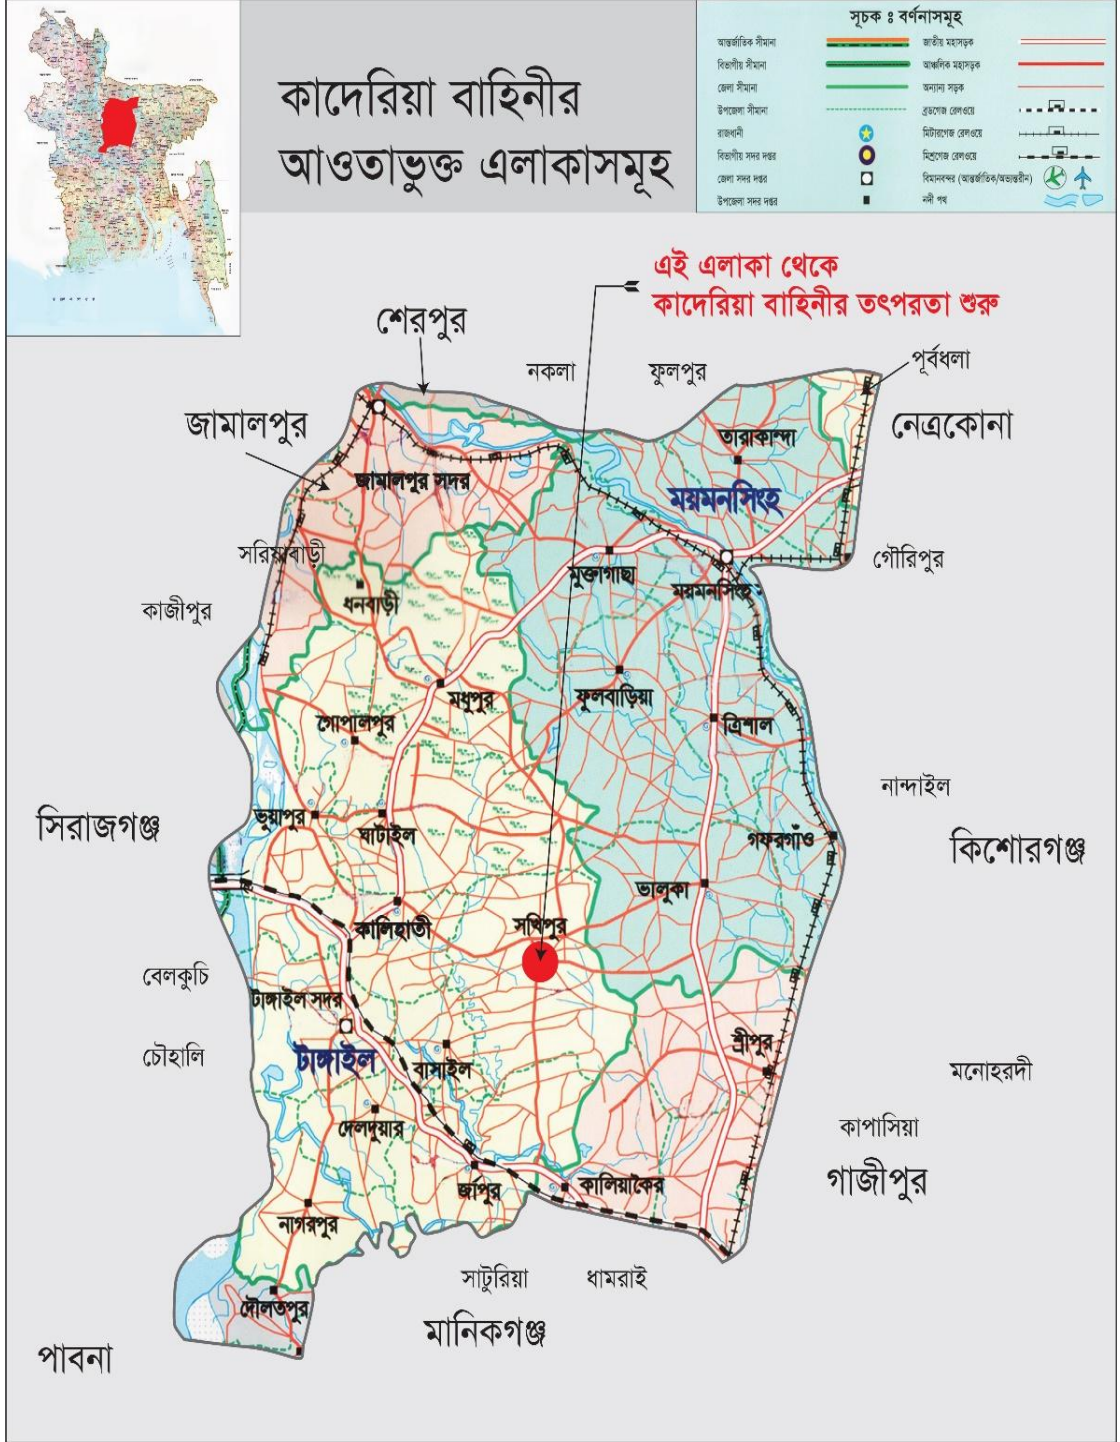 কাদেরিয়া বাহিনীর
আওতাভুক্ত এলাকাসমূহ
সূচক : বর্ণনাসমূহ
আন্তর্জাতিক সীমানা
বিভাগীয় সীমানা
জেলা সীমানা
উপজেলা সীমানা
রাজধানী
বিভাগীয় সদর দপ্তর
জেলা সদর দপ্তর
উপজেলা সদর দপ্তর
জাতীয় মহাসড়ক
আঞ্চলিক মহাসড়ক
অন্যান্য সড়ক
ব্রডগেজ রেলওয়ে
মিটারগেজ রেলওয়ে
মিশ্রগেজ রেলওয়ে
বিমানবন্দর (আন্তর্জাতিক/অভ্যন্তরীন)
নদী পথ
এই এলাকা থেকে
কাদেরিয়া বাহিনীর তৎপরতা শুরু
শেরপুর
নকলা
ফুলপুর
পূর্বধলা
জামালপুর
নেত্রকোনা
তারাকান্দা
জামালপুর সদর
ময়মনসিংহ
সরিষাবাড়ী
মুক্তাগাছা
গৌরিপুর
ধনবাড়ী
ময়মনসিংহ
কাজীপুর
মধুপুর
ফুলবাড়িয়া
গোপালপুর
ত্রিশাল
নান্দাইল
সিরাজগঞ্জ
ভুয়াপুর
ঘাটাইল
গফরগাঁও
কিশোরগঞ্জ
ভালুকা
কালিহাতী
সখিপুর
বেলকুচি
টাঙ্গাইল সদর
শ্রীপুর
চৌহালি
টাঙ্গাইল
বাসাইল
মনোহরদী
দেলদুয়ার
কাপাসিয়া
গাজীপুর
মির্জাপুর
কালিয়াকৈর
নাগরপুর
সাটুরিয়া
ধামরাই
দৌলতপুর
মানিকগঞ্জ
পাবনা